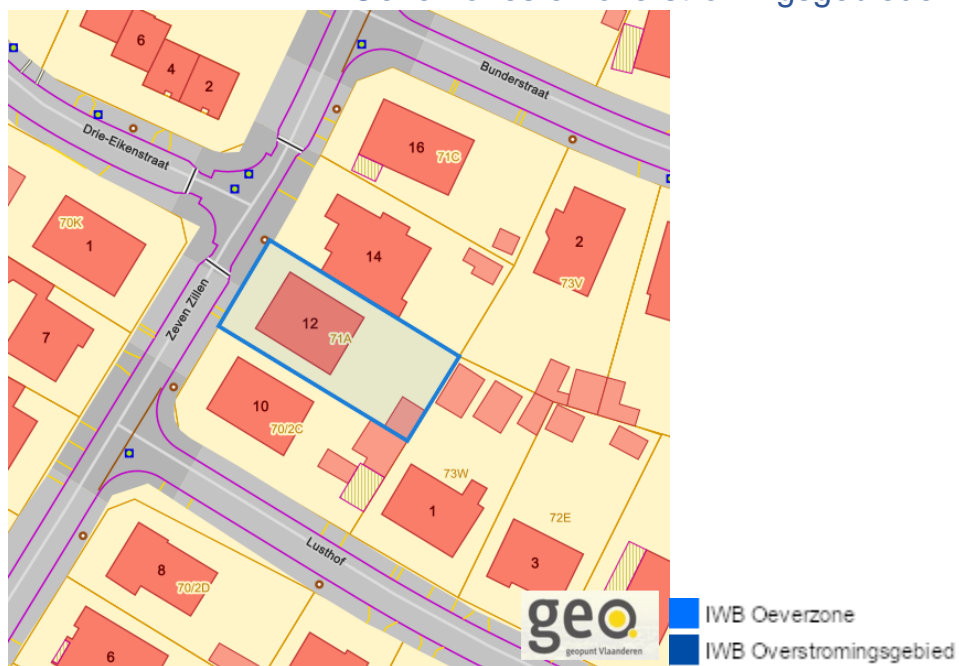 6
4
2
Bunderstraat
Drie-Eikenstraat
16
71C
70K
1
2
14
73V
Zeven Zillen
12
71A
7
10
70/2C
73W
1
72E
3
Lusthof
8
70/2D
6
geo.
geopunt Vlaanderen
IWB Oeverzone
IWB Overstromingsgebied